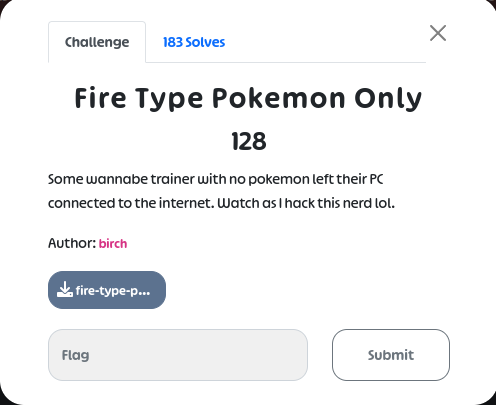 Challenge
183 Solves
Fire Type Pokemon Only
128
Some wannabe trainer with no pokemon left their PC
connected to the internet. Watch as I hack this nerd lol.
Author: birch
fire-type-p...
Flag
Submit